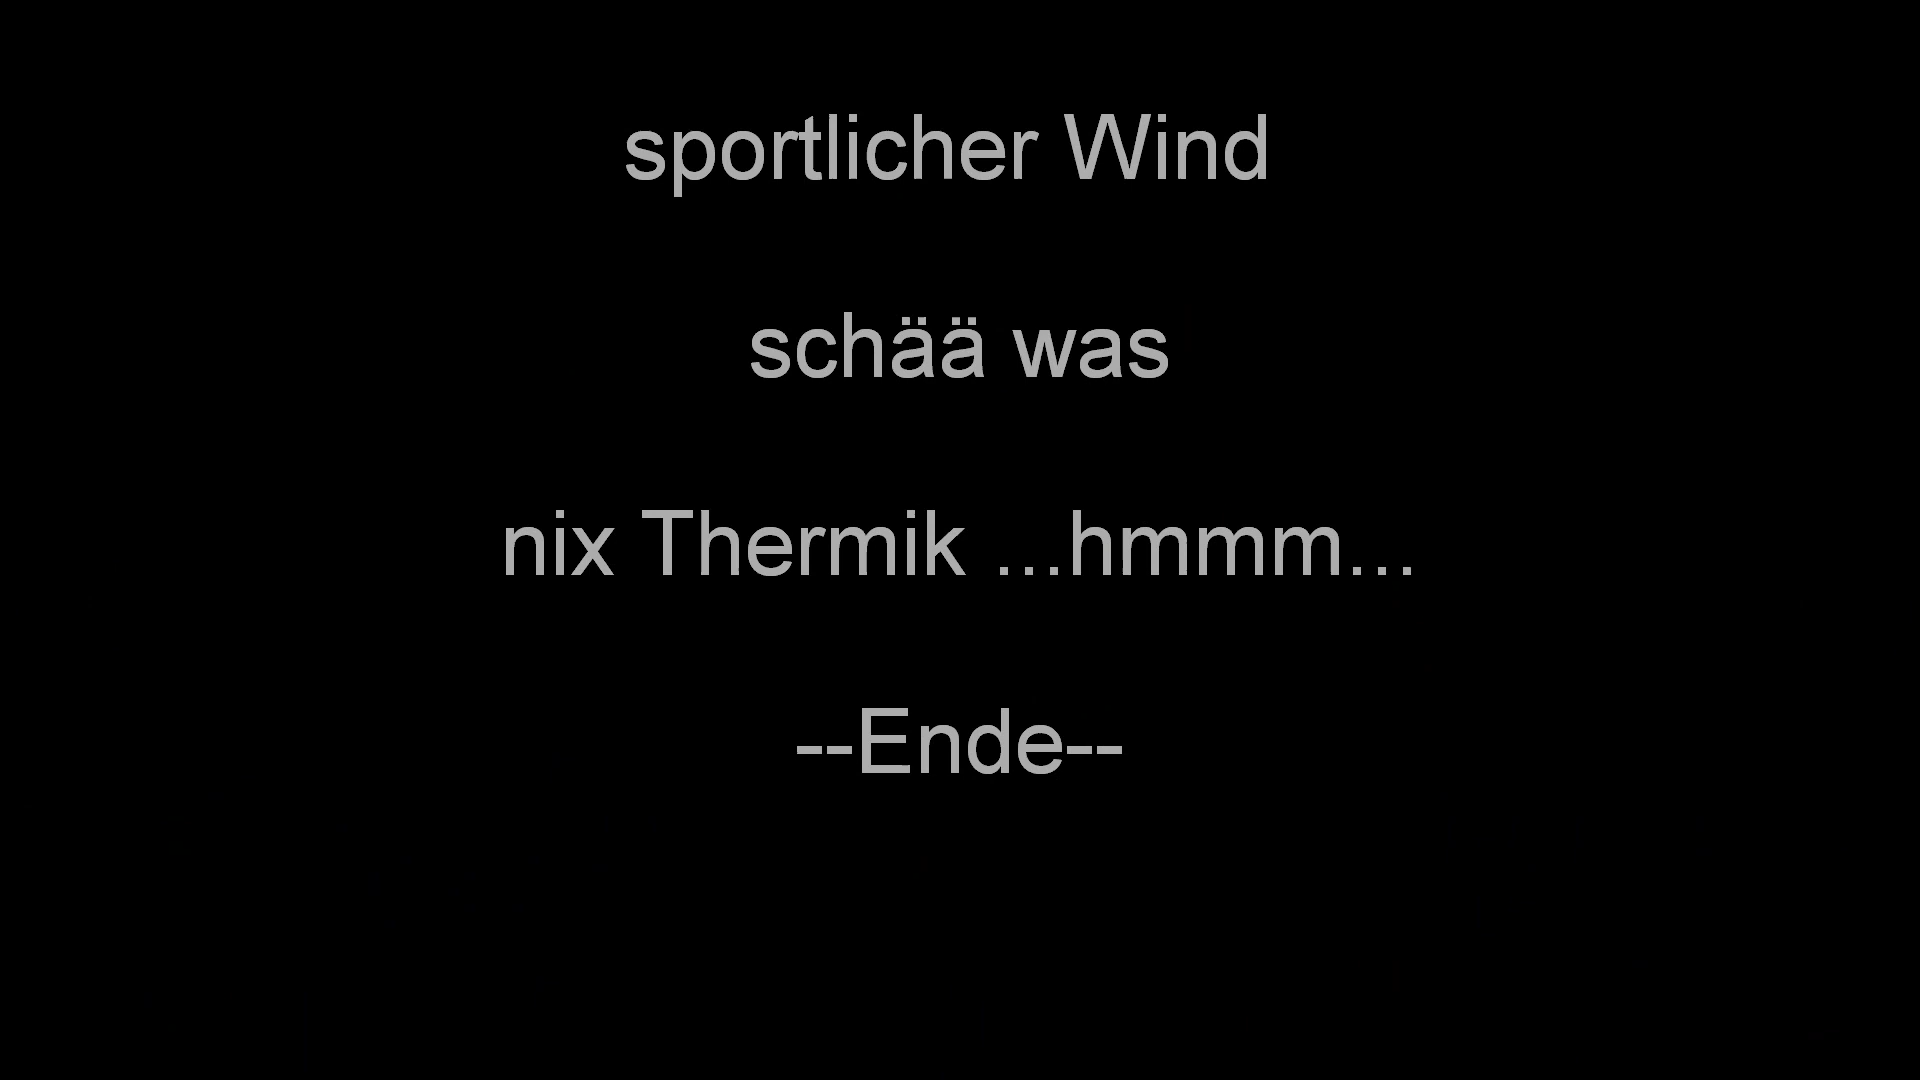 sportlicher Wind
schää was
nix Thermik ...hmmm...
--Ende--